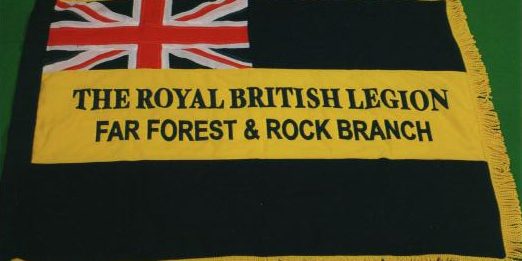 THE ROYAL BRITISH LEGION
FAR FOREST & ROCK BRANCH